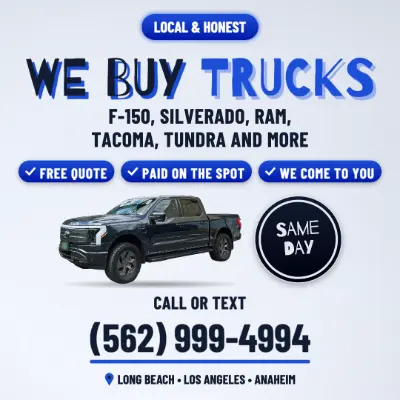 LOCAL & HONEST
WE BUY TRUCKS
F-150, SILVERADO, RAM,
TACOMA, TUNDRA AND MORE
✓ FREE QUOTE ✓ PAID ON THE SPOT ✓ WE COME TO YOU
SAME
DAY
CALL OR TEXT
(562) 999-4994
LONG BEACH • LOS ANGELES • ANAHEIM